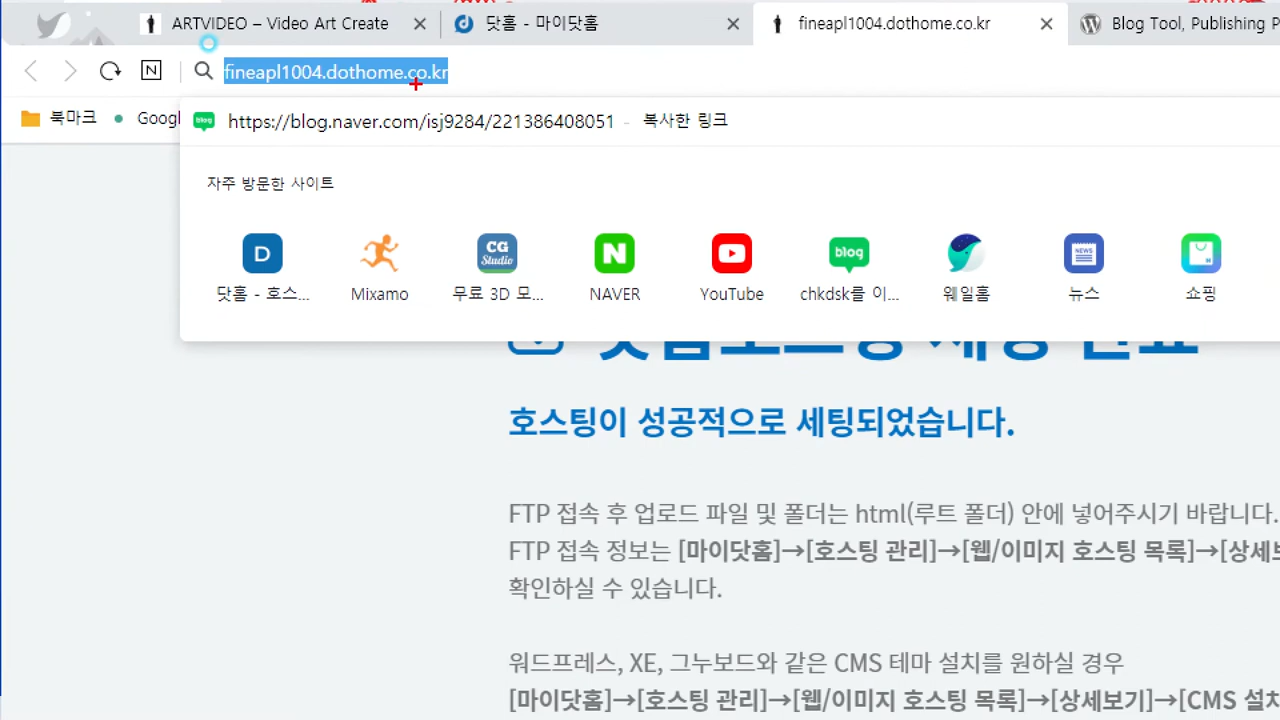 ARTVIDEO – Video Art Create
닷홈 - 마이닷홈
fineapl1004.dothome.co.kr
Blog Tool, Publishing P
N
fineapl1004.dothome.co.kr
북마크
Googl
blog
https://blog.naver.com/isj9284/221386408051 - 복사한 링크
자주 방문한 사이트
D
CG
Studio
N
blog
NEWS
닷홈 - 호스...
Mixamo
무료 3D 모...
NAVER
YouTube
chkdsk를 이...
웨일홈
뉴스
쇼핑
호스팅이 성공적으로 세팅되었습니다.
FTP 접속 후 업로드 파일 및 폴더는 html(루트 폴더) 안에 넣어주시기 바랍니다.
FTP 접속 정보는 [마이닷홈]→[호스팅 관리]→[웹/이미지 호스팅 목록]→[상세보
확인하실 수 있습니다.
워드프레스, XE, 그누보드와 같은 CMS 테마 설치를 원하실 경우
[마이닷홈]→[호스팅 관리]→[웹/이미지 호스팅 목록]→[상세보기]→[CMS 설치